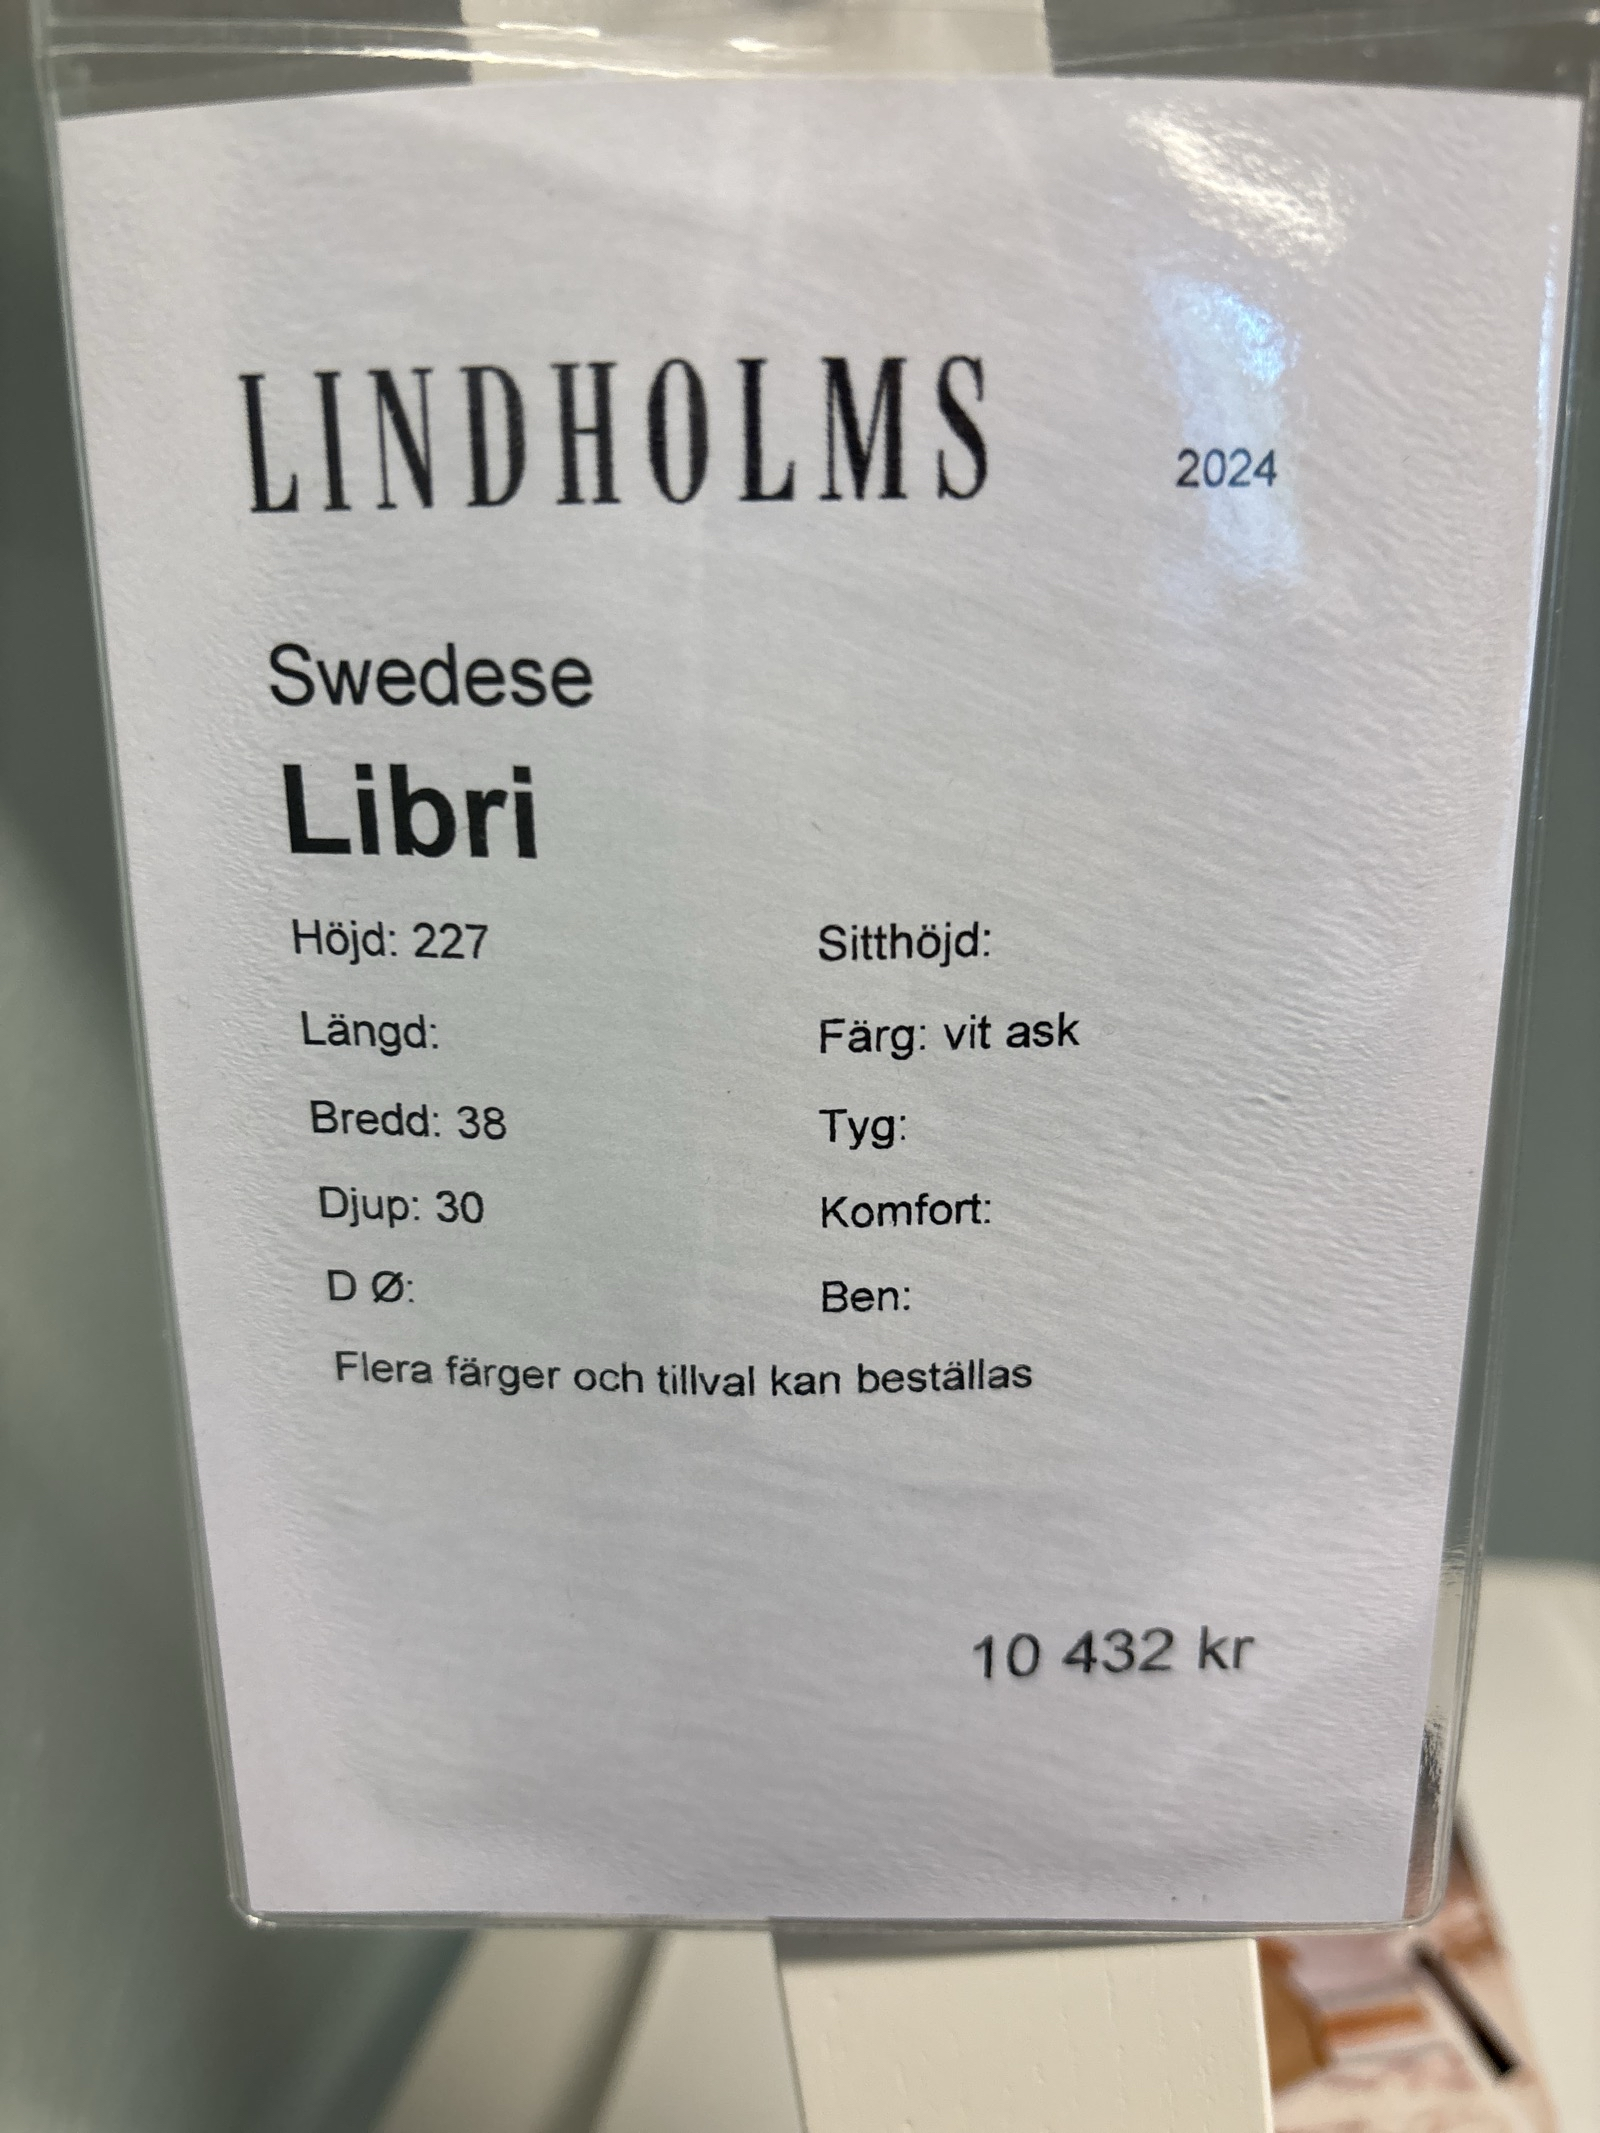 LINDHOLMS 2024
Swedese
Libri
Höjd: 227 Sitthöjd:
Längd: Färg: vit ask
Bredd: 38 Tyg:
Djup: 30 Komfort:
D Ø: Ben:
Flera färger och tillval kan beställas
10 432 kr